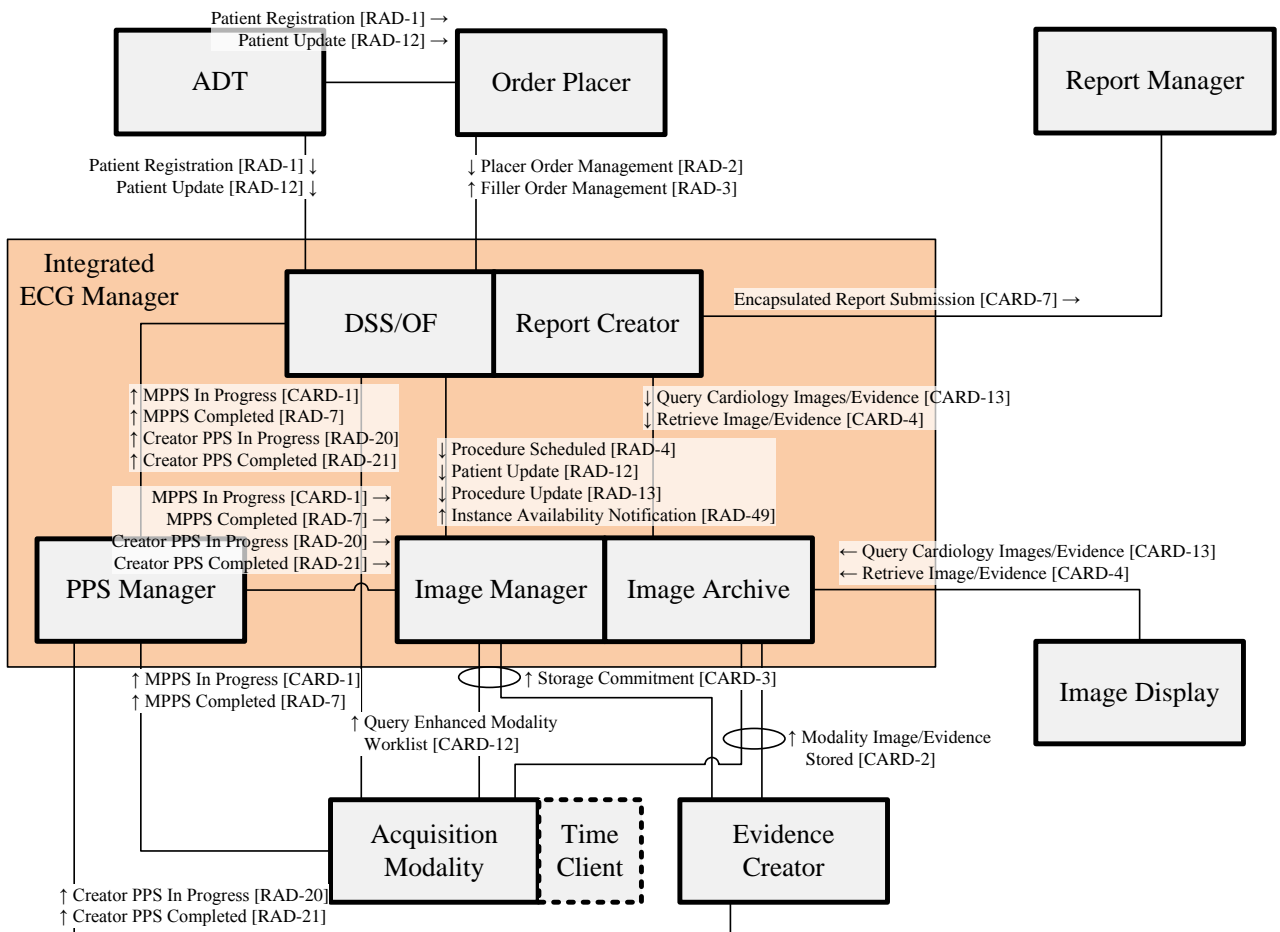 Patient Registration [RAD-1] →
Patient Update [RAD-12] →
ADT
Order Placer
Report Manager
Patient Registration [RAD-1] ↓
Patient Update [RAD-12] ↓
↓ Placer Order Management [RAD-2]
↑ Filler Order Management [RAD-3]
Integrated
ECG Manager
DSS/OF
Report Creator
Encapsulated Report Submission [CARD-7] →
↑ MPPS In Progress [CARD-1]
↑ MPPS Completed [RAD-7]
↑ Creator PPS In Progress [RAD-20]
↑ Creator PPS Completed [RAD-21]
↓ Query Cardiology Images/Evidence [CARD-13]
↓ Retrieve Image/Evidence [CARD-4]
↓ Procedure Scheduled [RAD-4]
↓ Patient Update [RAD-12]
↓ Procedure Update [RAD-13]
↑ Instance Availability Notification [RAD-49]
MPPS In Progress [CARD-1] →
MPPS Completed [RAD-7] →
Creator PPS In Progress [RAD-20] →
Creator PPS Completed [RAD-21] →
← Query Cardiology Images/Evidence [CARD-13]
← Retrieve Image/Evidence [CARD-4]
PPS Manager
Image Manager
Image Archive
Image Display
↑ MPPS In Progress [CARD-1]
↑ MPPS Completed [RAD-7]
↑ Storage Commitment [CARD-3]
↑ Query Enhanced Modality
Worklist [CARD-12]
↑ Modality Image/Evidence
Stored [CARD-2]
Acquisition
Modality
Time
Client
Evidence
Creator
↑ Creator PPS In Progress [RAD-20]
↑ Creator PPS Completed [RAD-21]